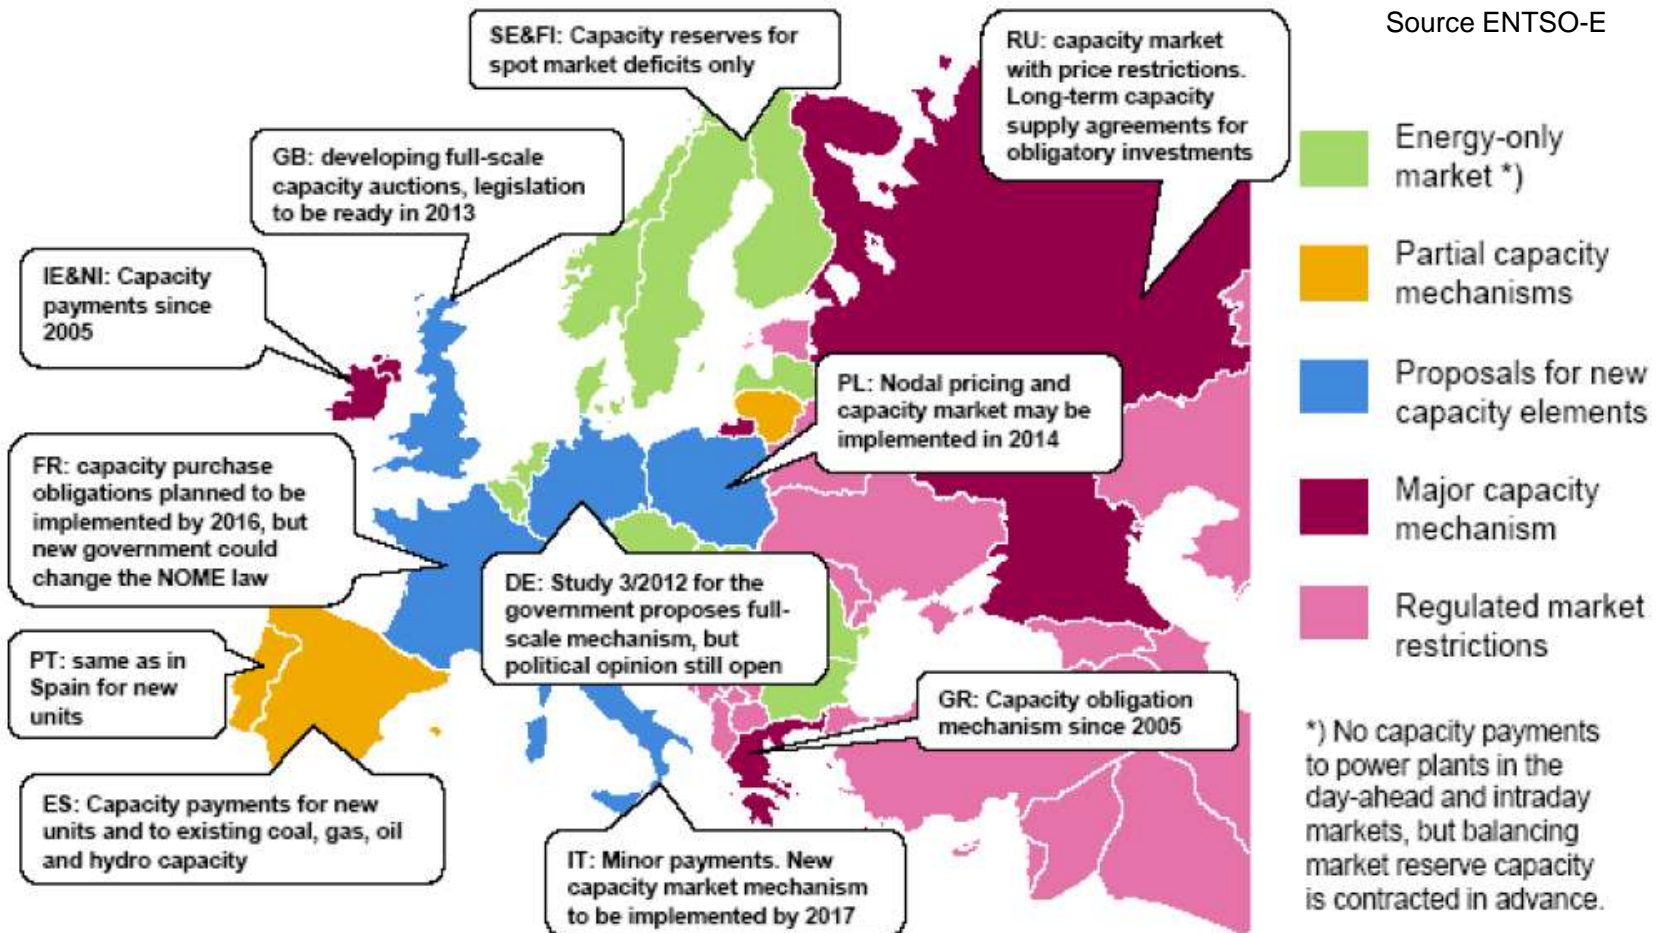 Source ENTSO-E
SE&FI: Capacity reserves for
spot market deficits only
RU: capacity market
with price restrictions.
Long-term capacity
supply agreements for
obligatory investments
GB: developing full-scale
capacity auctions, legislation
to be ready in 2013
IE&NI: Capacity
payments since
2005
PL: Nodal pricing and
capacity market may be
implemented in 2014
FR: capacity purchase
obligations planned to be
implemented by 2016, but
new government could
change the NOME law
DE: Study 3/2012 for the
government proposes full-
scale mechanism, but
political opinion still open
PT: same as in
Spain for new
units
GR: Capacity obligation
mechanism since 2005
ES: Capacity payments for new
units and to existing coal, gas, oil
and hydro capacity
IT: Minor payments. New
capacity market mechanism
to be implemented by 2017
Energy-only
market *)
Partial capacity
mechanisms
Proposals for new
capacity elements
Major capacity
mechanism
Regulated market
restrictions
*) No capacity payments
to power plants in the
day-ahead and intraday
markets, but balancing
market reserve capacity
is contracted in advance.